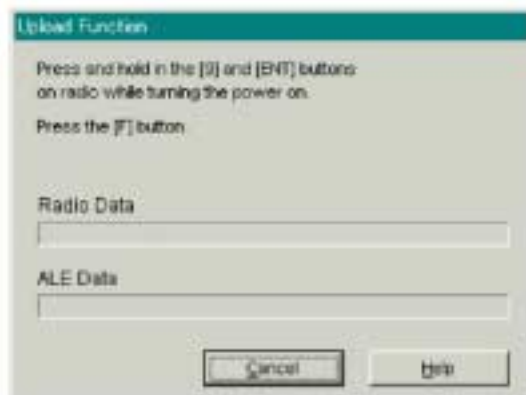 Upload Function
Press and hold in the [9] and [ENT] buttons
on radio while turning the power on.
Press the [F] button
Radio Data
ALE Data
Cancel
Help